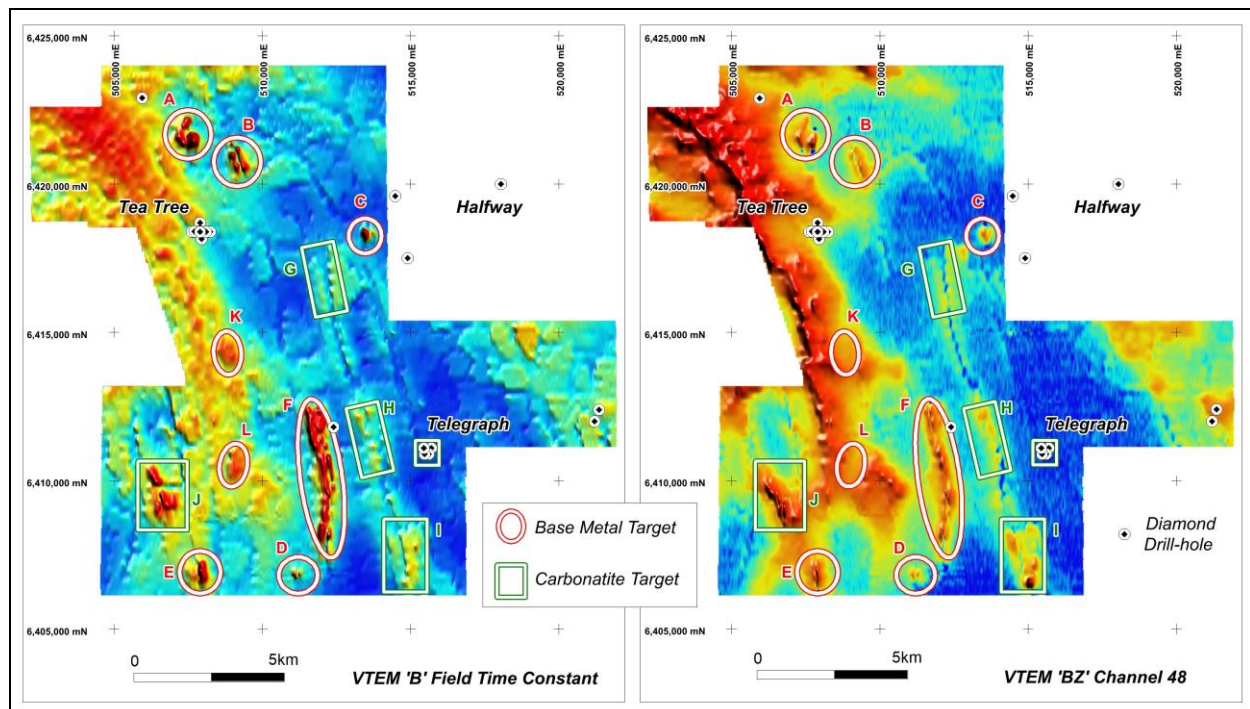 6,425,000 mN
505,000 mE
510,000 mE
515,000 mE
520,000 mE
A
B
6,420,000 mN
Tea Tree
C
Halfway
G
K
6,415,000 mN
F
H
Telegraph
L
6,410,000 mN
J
I
E
D
6,405,000 mN
0
5km
VTEM 'B' Field Time Constant
Base Metal Target
Carbonatite Target
6,425,000 mN
505,000 mE
510,000 mE
515,000 mE
520,000 mE
A
B
6,420,000 mN
Tea Tree
C
Halfway
G
K
6,415,000 mN
F
H
Telegraph
L
6,410,000 mN
J
I
Diamond
Drill-hole
E
D
6,405,000 mN
0
5km
VTEM 'BZ' Channel 48